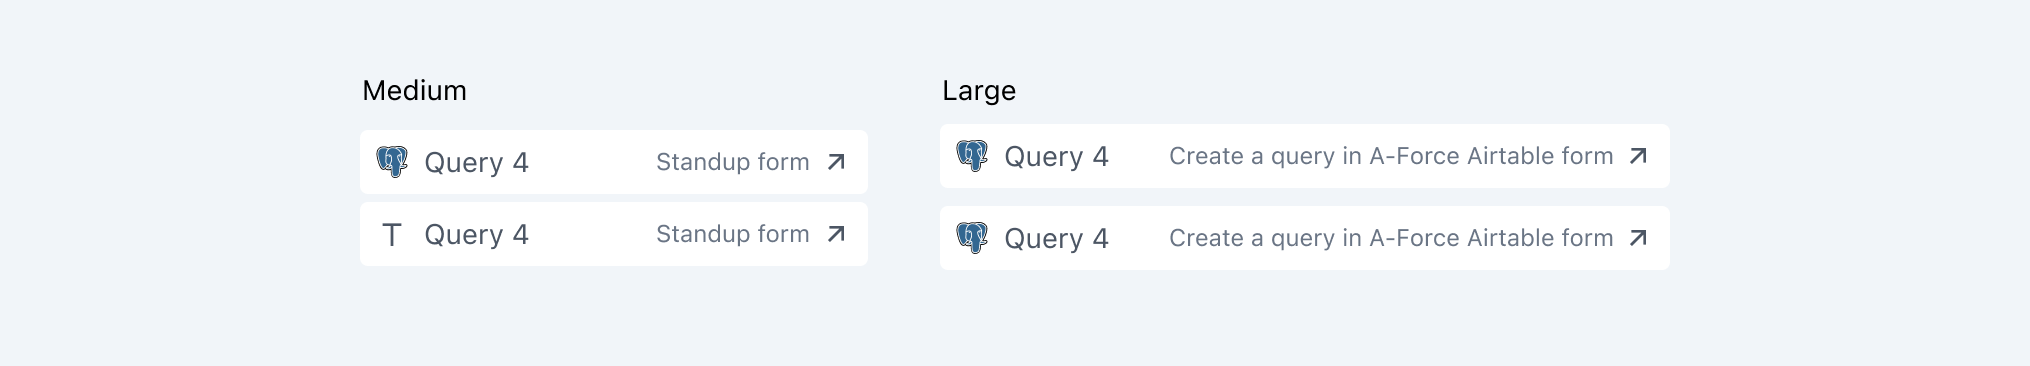 Medium
Query 4 Standup form
T Query 4 Standup form
Large
Query 4 Create a query in A-Force Airtable form
Query 4 Create a query in A-Force Airtable form